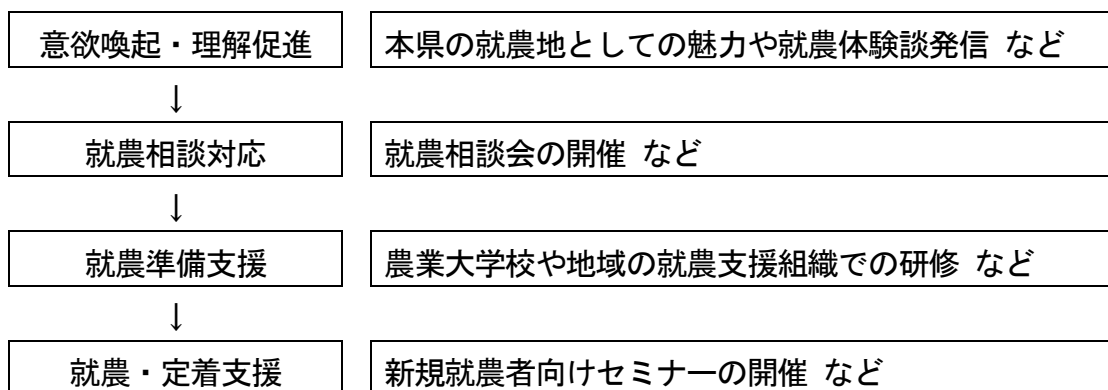 意欲喚起・理解促進 本県の就農地としての魅力や就農体験談発信 など
↓
就農相談対応 就農相談会の開催 など
↓
就農準備支援 農業大学校や地域の就農支援組織での研修 など
↓
就農・定着支援 新規就農者向けセミナーの開催 など